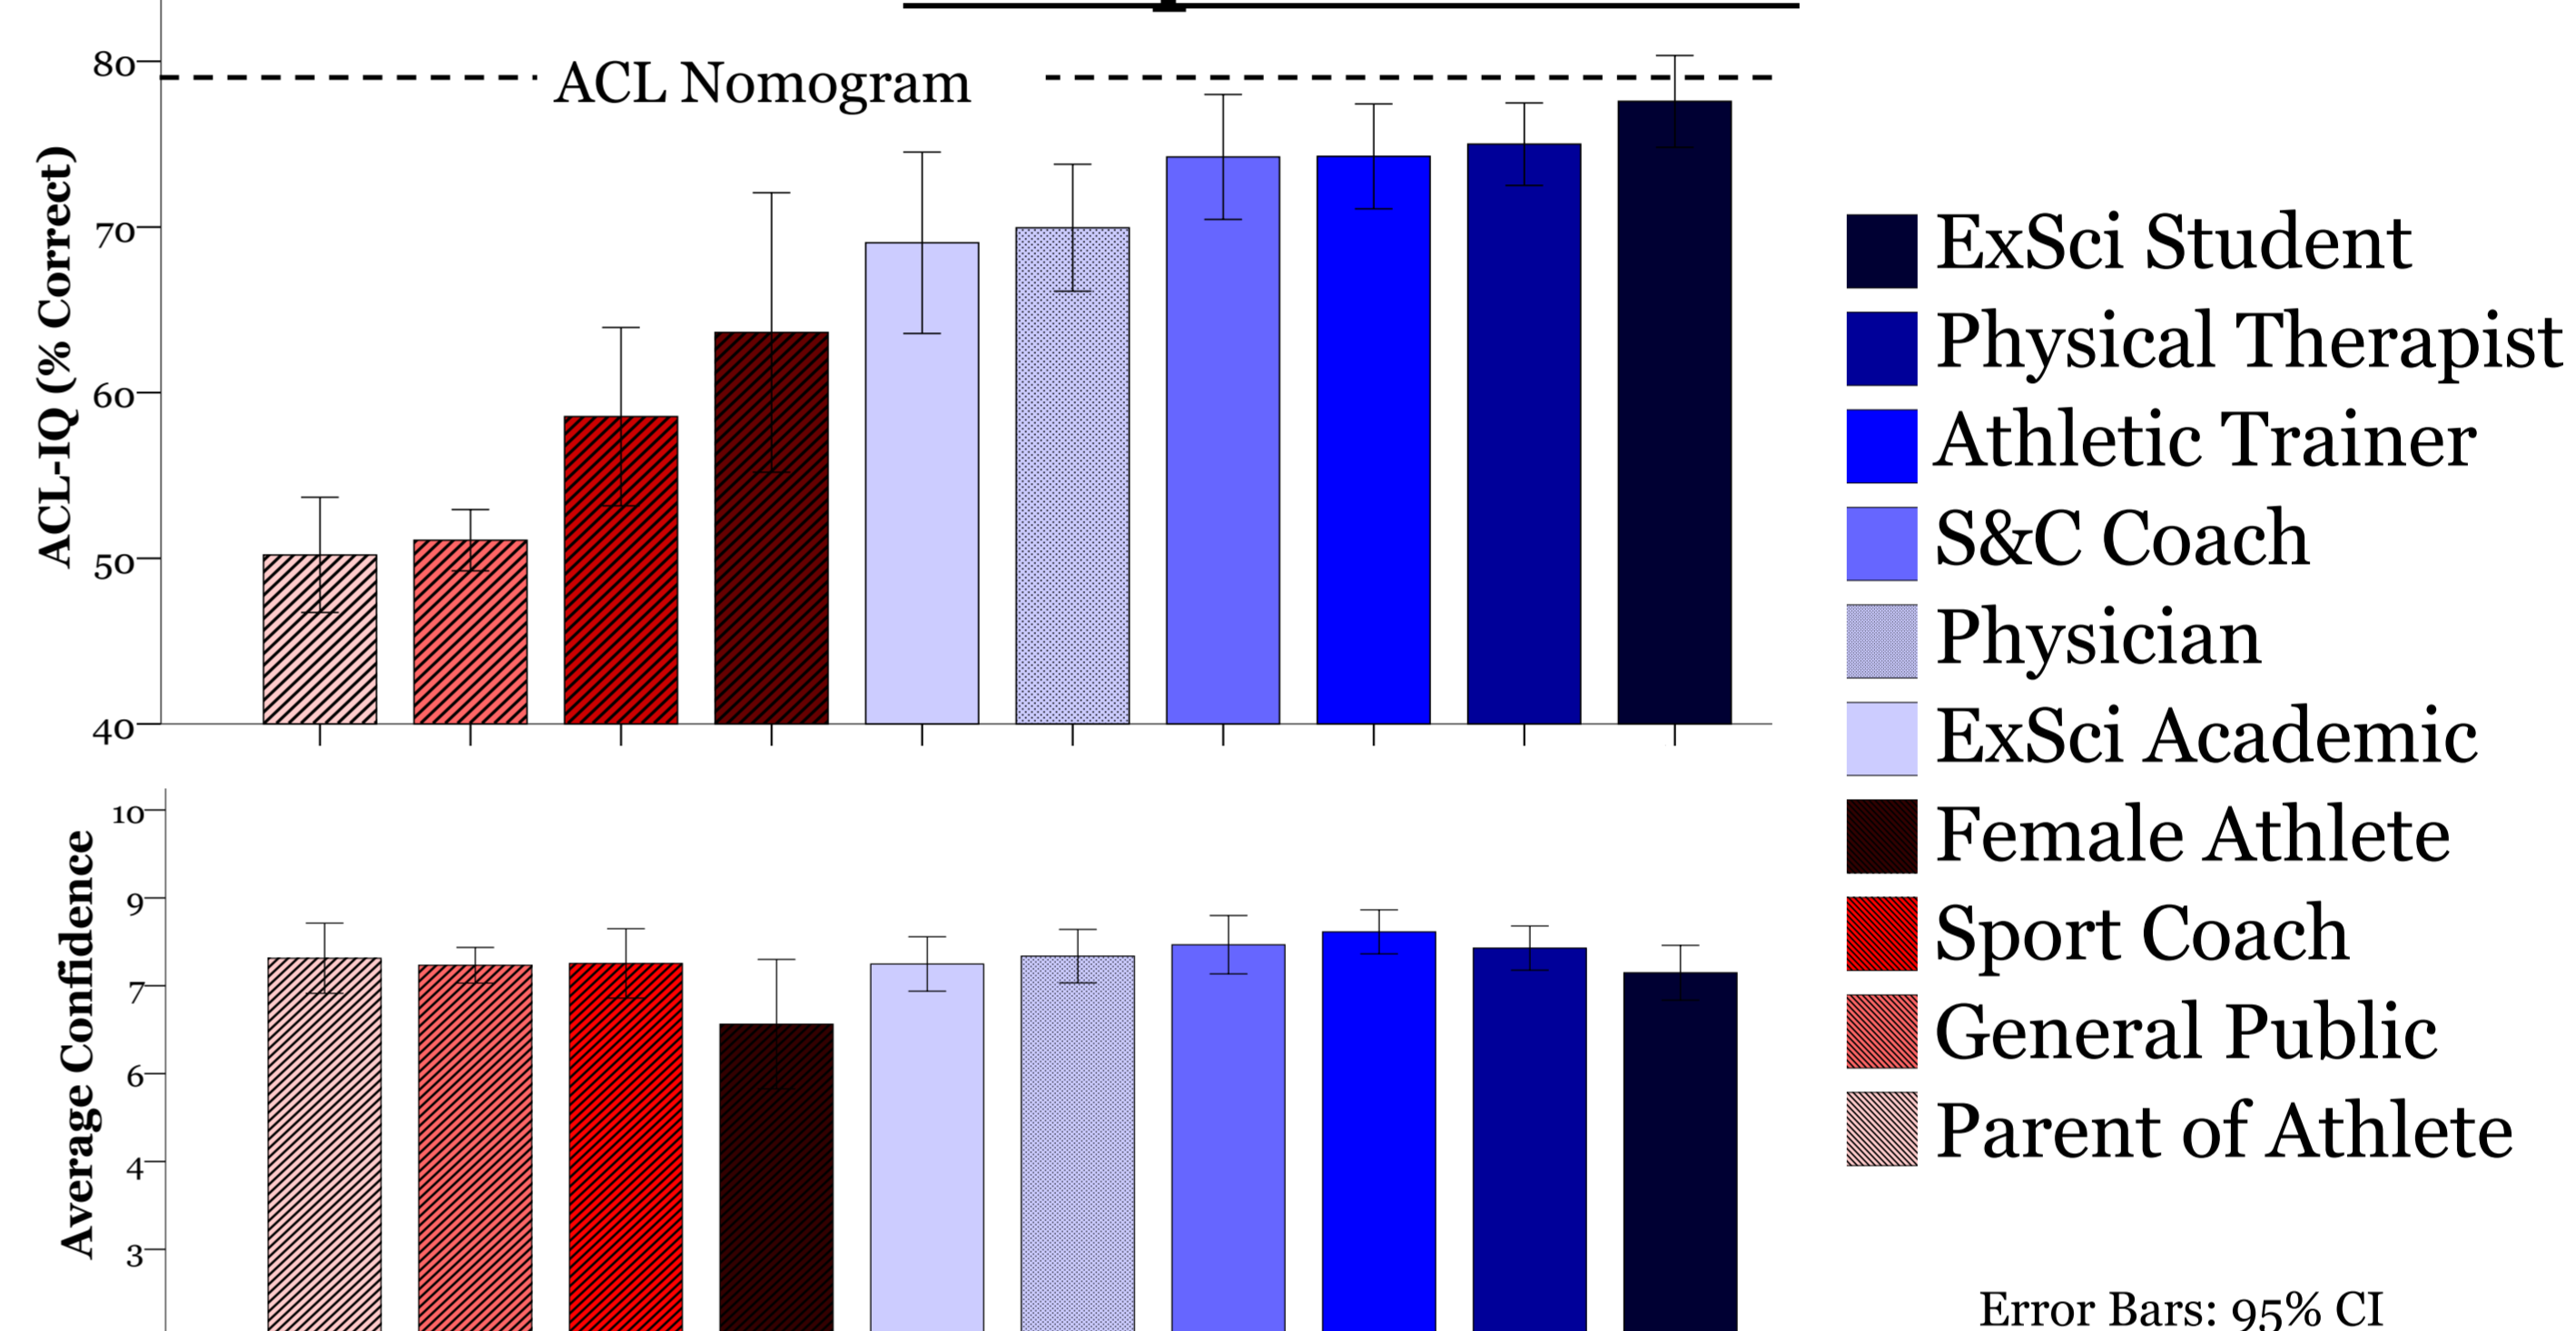 ACL-IQ (% Correct)
80
70
60
50
40
ACL Nomogram
Average Confidence
10
9
7
6
4
3
ExSci Student
Physical Therapist
Athletic Trainer
S&C Coach
Physician
ExSci Academic
Female Athlete
Sport Coach
General Public
Parent of Athlete
Error Bars: 95% CI